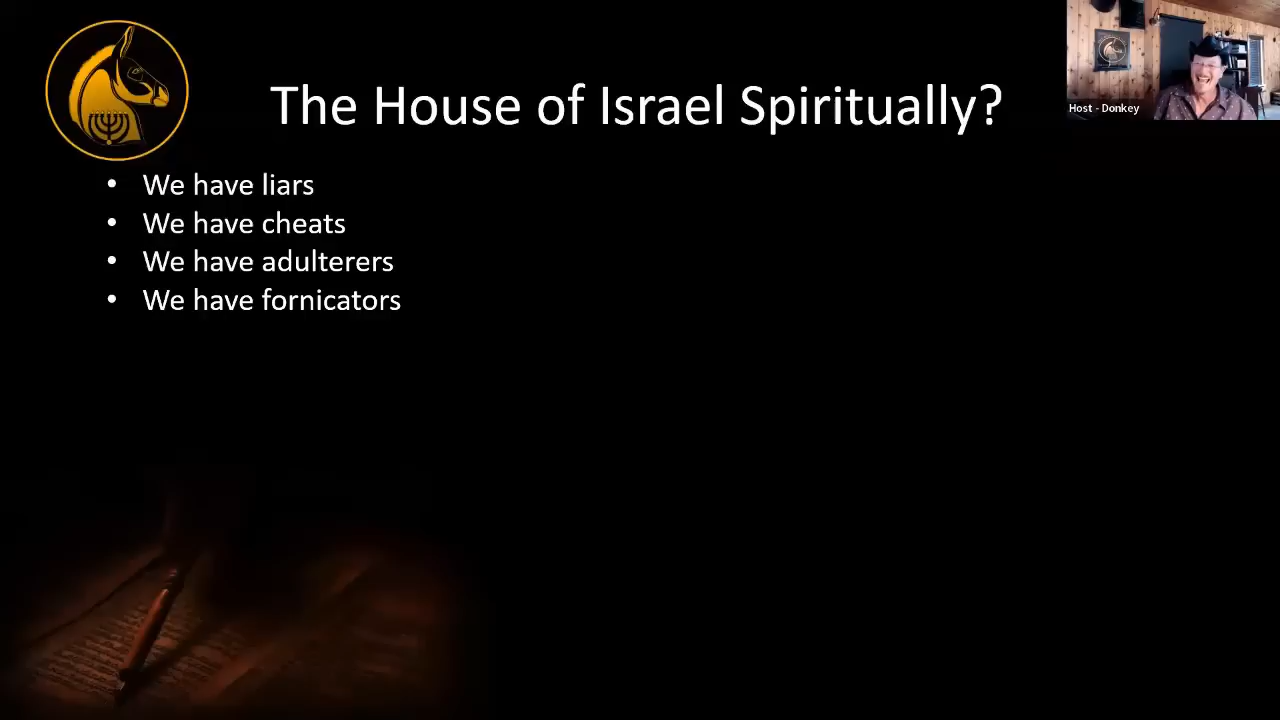 The House of Israel Spiritually?
Host - Donkey
• We have liars
• We have cheats
• We have adulterers
• We have fornicators